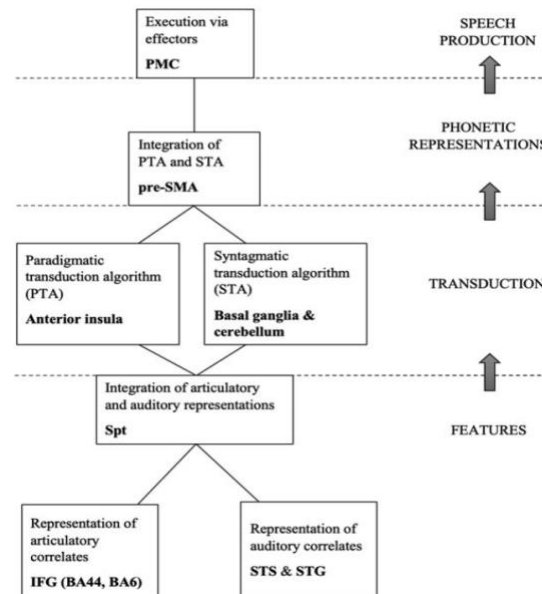 Execution via
effectors
PMC
SPEECH
PRODUCTION
Integration of
PTA and STA
pre-SMA
PHONETIC
REPRESENTATIONS
Paradigmatic
transduction algorithm
(PTA)
Anterior insula
Syntagmatic
transduction algorithm
(STA)
Basal ganglia &
cerebellum
TRANSDUCTION
Integration of articulatory
and auditory representations
Spt
FEATURES
Representation of
articulatory
correlates
IFG (BA44, BA6)
Representation of
auditory correlates
STS & STG